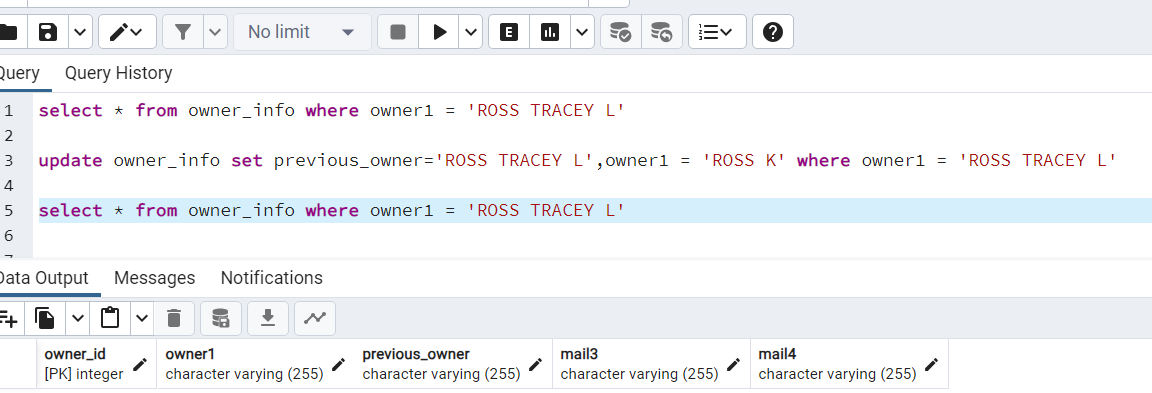 No limit
E
Query Query History
1 select * from owner_info where owner1 = 'ROSS TRACEY L'
2
3 update owner_info set previous_owner='ROSS TRACEY L',owner1 = 'ROSS K' where owner1 = 'ROSS TRACEY L'
4
5 select * from owner_info where owner1 = 'ROSS TRACEY L'
6
7
Data Output Messages Notifications
owner_id owner1 previous_owner mail3 mail4
[PK] integer character varying (255) character varying (255) character varying (255) character varying (255)